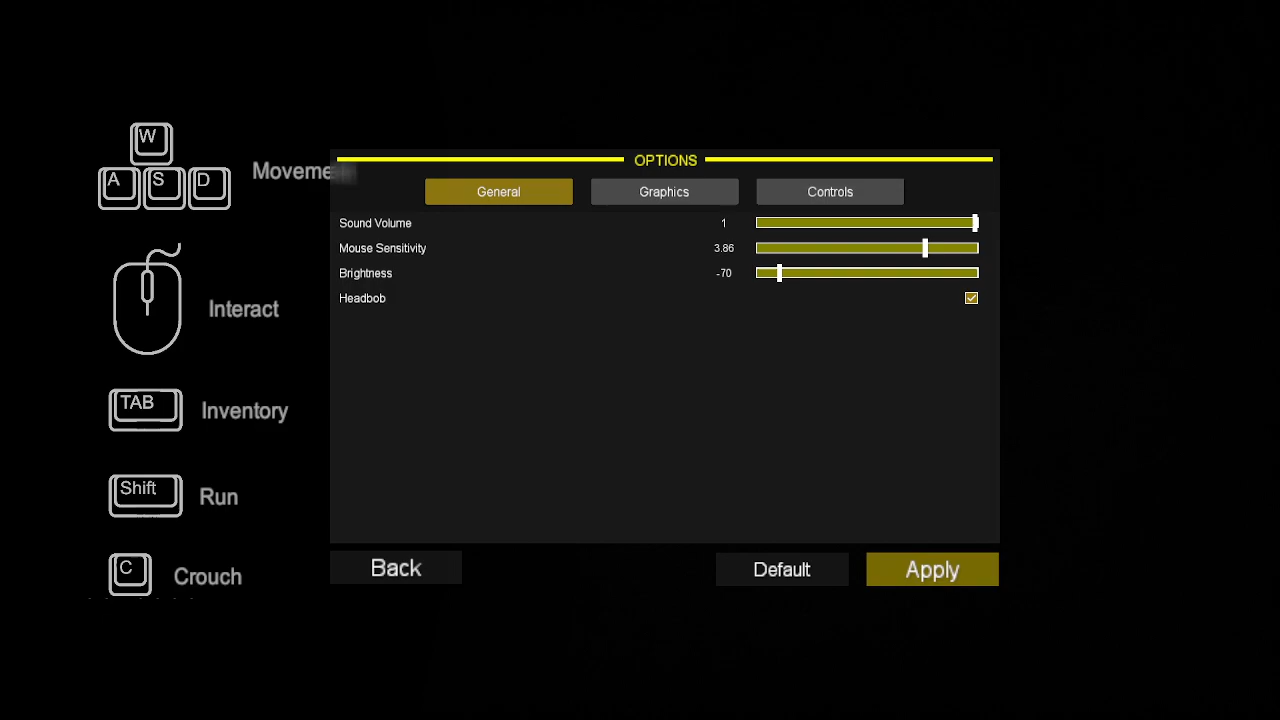 W
A S D
Movement
Interact
TAB
Inventory
Shift
Run
C
Crouch
OPTIONS
General Graphics Controls
Sound Volume 1
Mouse Sensitivity 3.86
Brightness -70
Headbob
Back Default Apply